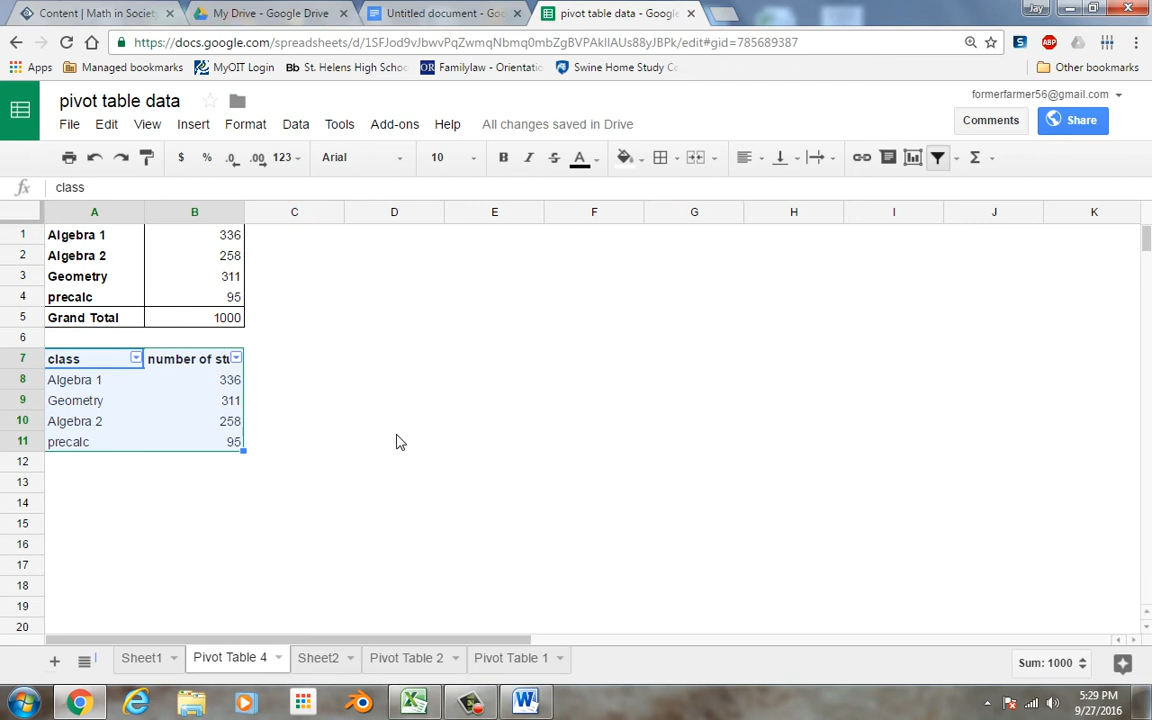 Jay
Content | Math in Society
My Drive - Google Drive
Untitled document - Goo
pivot table data - Google
https://docs.google.com/spreadsheets/d/1SFJod9vJbwvPqZwmqNbmq0mbZgBVPAkIlAUs88yJBPk/edit#gid=785689387
Apps
Managed bookmarks
MyOIT Login
Bb St. Helens High Schoo
OR Familylaw - Orientatio
Swine Home Study Co
Other bookmarks
pivot table data
formerfarmer56@gmail.com
File Edit View Insert Format Data Tools Add-ons Help All changes saved in Drive
Comments
Share
$ % .0 .00 123 Arial 10 B I S A Σ
fx class
A B C D E F G H I J K
1 Algebra 1 336
2 Algebra 2 258
3 Geometry 311
4 precalc 95
5 Grand Total 1000
6
7 class number of stu
8 Algebra 1 336
9 Geometry 311
10 Algebra 2 258
11 precalc 95
12
13
14
15
16
17
18
19
20
Sheet1 Pivot Table 4 Sheet2 Pivot Table 2 Pivot Table 1
Sum: 1000
5:29 PM
9/27/2016